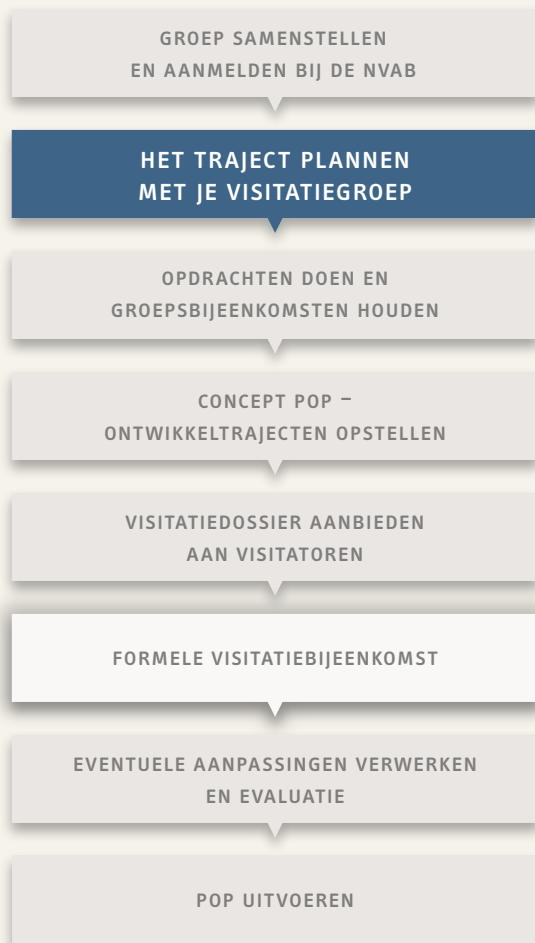 GROEP SAMENSTELLEN
EN AANMELDEN BIJ DE NVAB
HET TRAJECT PLANNEN
MET JE VISITATIEGROEP
OPDRACHTEN DOEN EN
GROEPSBIJEENKOMSTEN HOUDEN
CONCEPT POP –
ONTWIKKELTRAJECTEN OPSTELLEN
VISITATIEDOSSIER AANBIEDEN
AAN VISITATOREN
FORMELE VISITATIEBIJEENKOMST
EVENTUELE AANPASSINGEN VERWERKEN
EN EVALUATIE
POP UITVOEREN